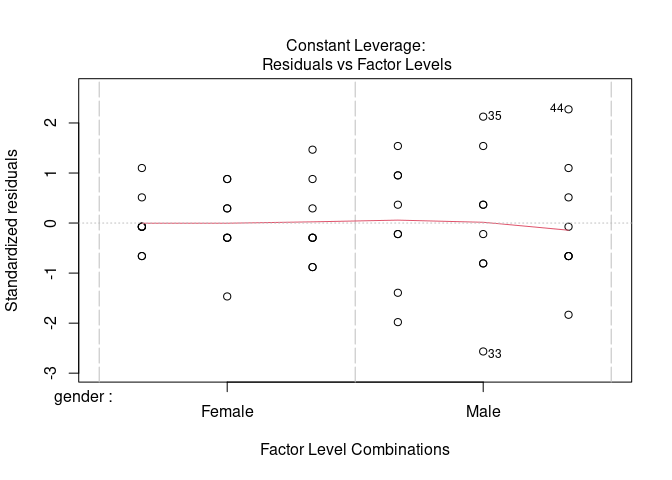 Constant Leverage:
Residuals vs Factor Levels
Standardized residuals
2
1
0
-1
-2
-3
35
44
33
gender :
Female
Male
Factor Level Combinations